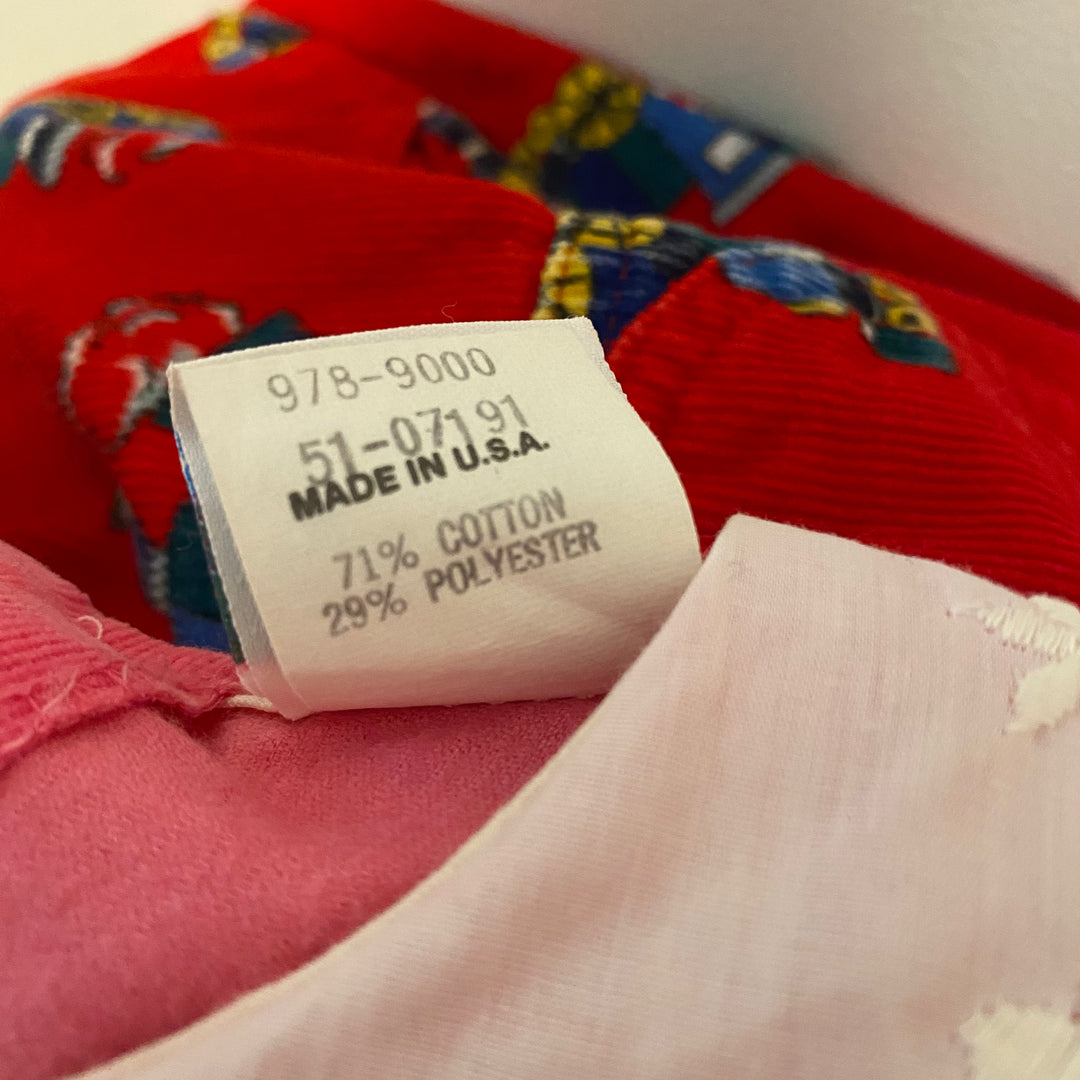 978-9000
51-07191
MADE IN U.S.A.
71% COTTON
29% POLYESTER